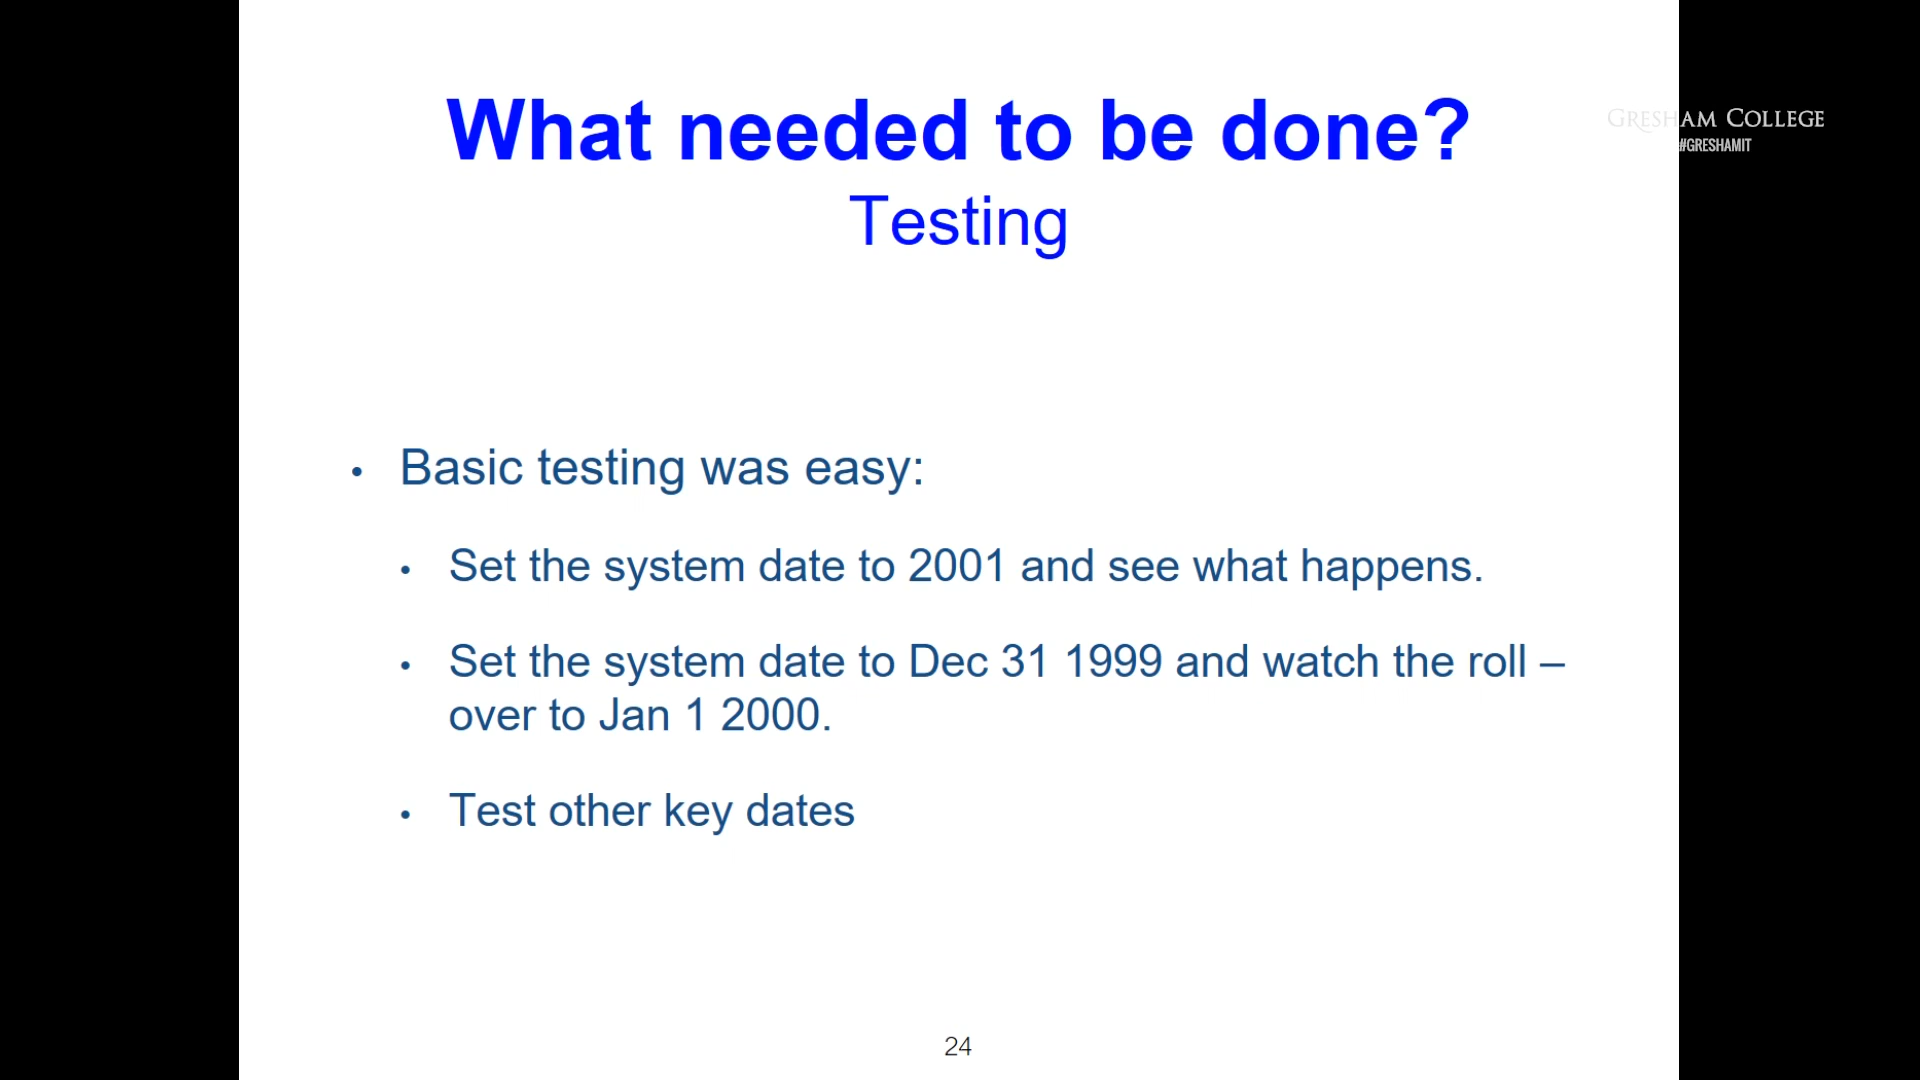 What needed to be done?
GRESHAM COLLEGE
#GRESHAMIT
Testing
• Basic testing was easy:
• Set the system date to 2001 and see what happens.
• Set the system date to Dec 31 1999 and watch the roll –
over to Jan 1 2000.
• Test other key dates
24